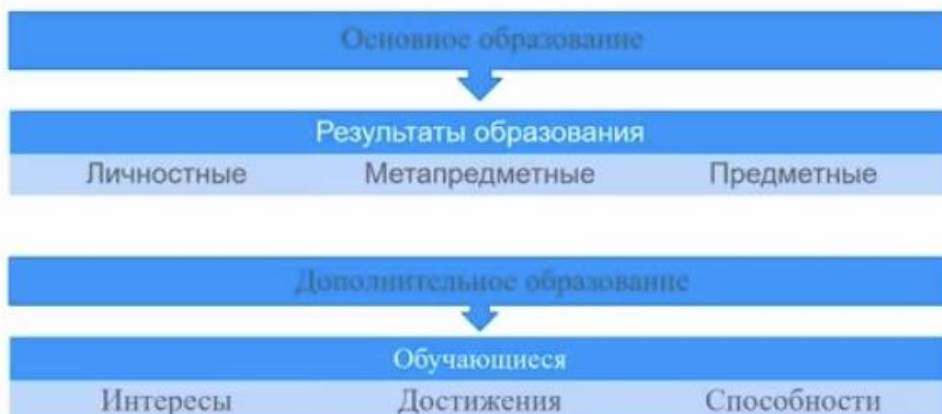 Основное образование
Результаты образования
Личностные Метапредметные Предметные
Дополнительное образование
Обучающиеся
Интересы Достижения Способности